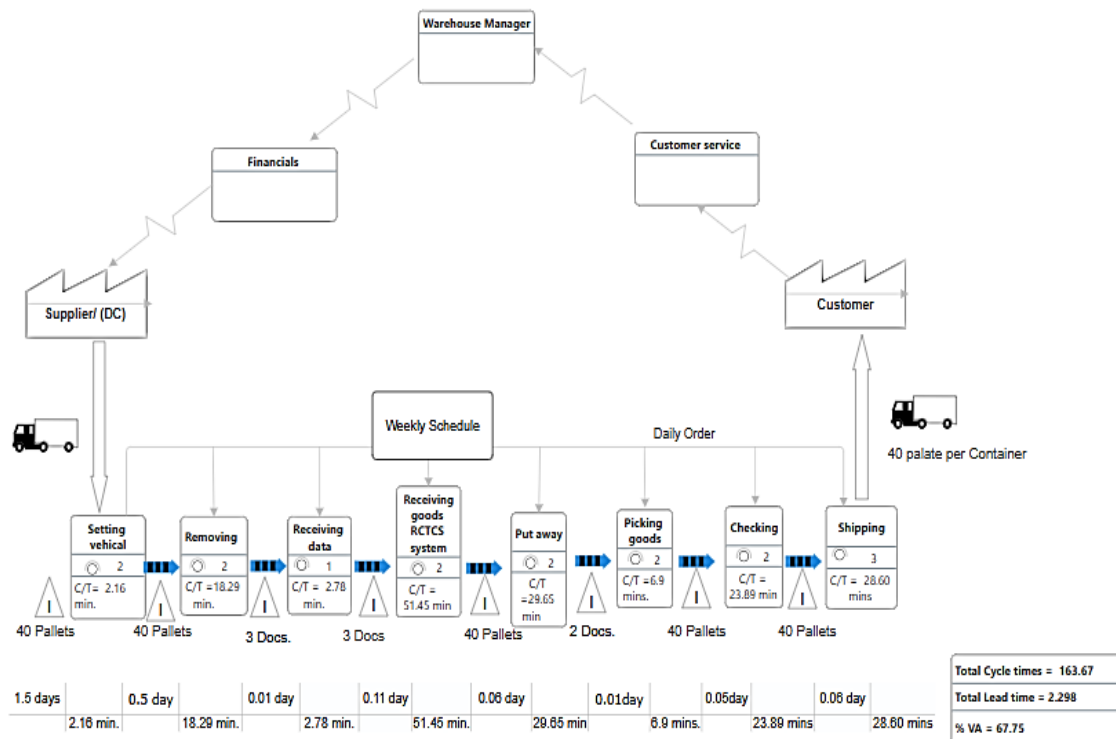 Warehouse Manager
Customer service
Financials
Supplier/ (DC)
Customer
Weekly Schedule
Daily Order
40 palate per Container
Setting
vehical
2
C/T= 2.16
min.
Removing
2
C/T =18.29
min.
Receiving
data
1
C/T= 2.78
min.
Receiving
goods
RCTCS
system
2
C/T =
51.45 min
Put away
2
C/T
=29.65
min
Picking
goods
2
C/T =6.9
mins.
Checking
2
C/T =
23.89 min
Shipping
3
C/T = 28.60
mins
I
I
I
I
I
I
I
I
40 Pallets
40 Pallets
3 Docs.
3 Docs
40 Pallets
2 Docs.
40 Pallets
40 Pallets
1.5 days
0.5 day
0.01 day
0.11 day
0.06 day
0.01days
0.05day
0.06 day
2.16 min.
18.29 min.
2.78 min.
51.45 min.
29.65 min.
6.9 mins.
23.89 mins
28.60 mins
Total Cycle times = 163.67
Total Lead time = 2.298
% VA = 67.75